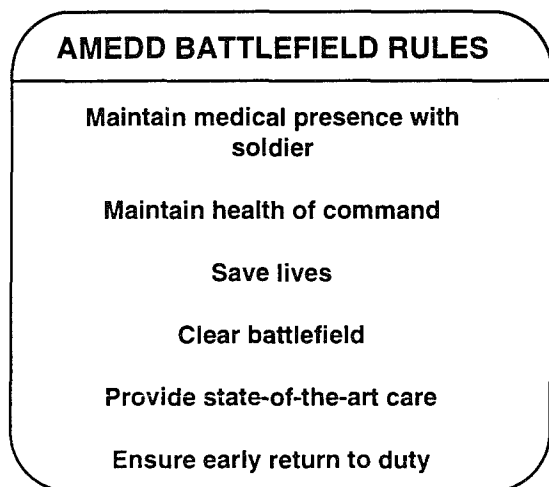 AMEDD BATTLEFIELD RULES
Maintain medical presence with
soldier
Maintain health of command
Save lives
Clear battlefield
Provide state-of-the-art care
Ensure early return to duty